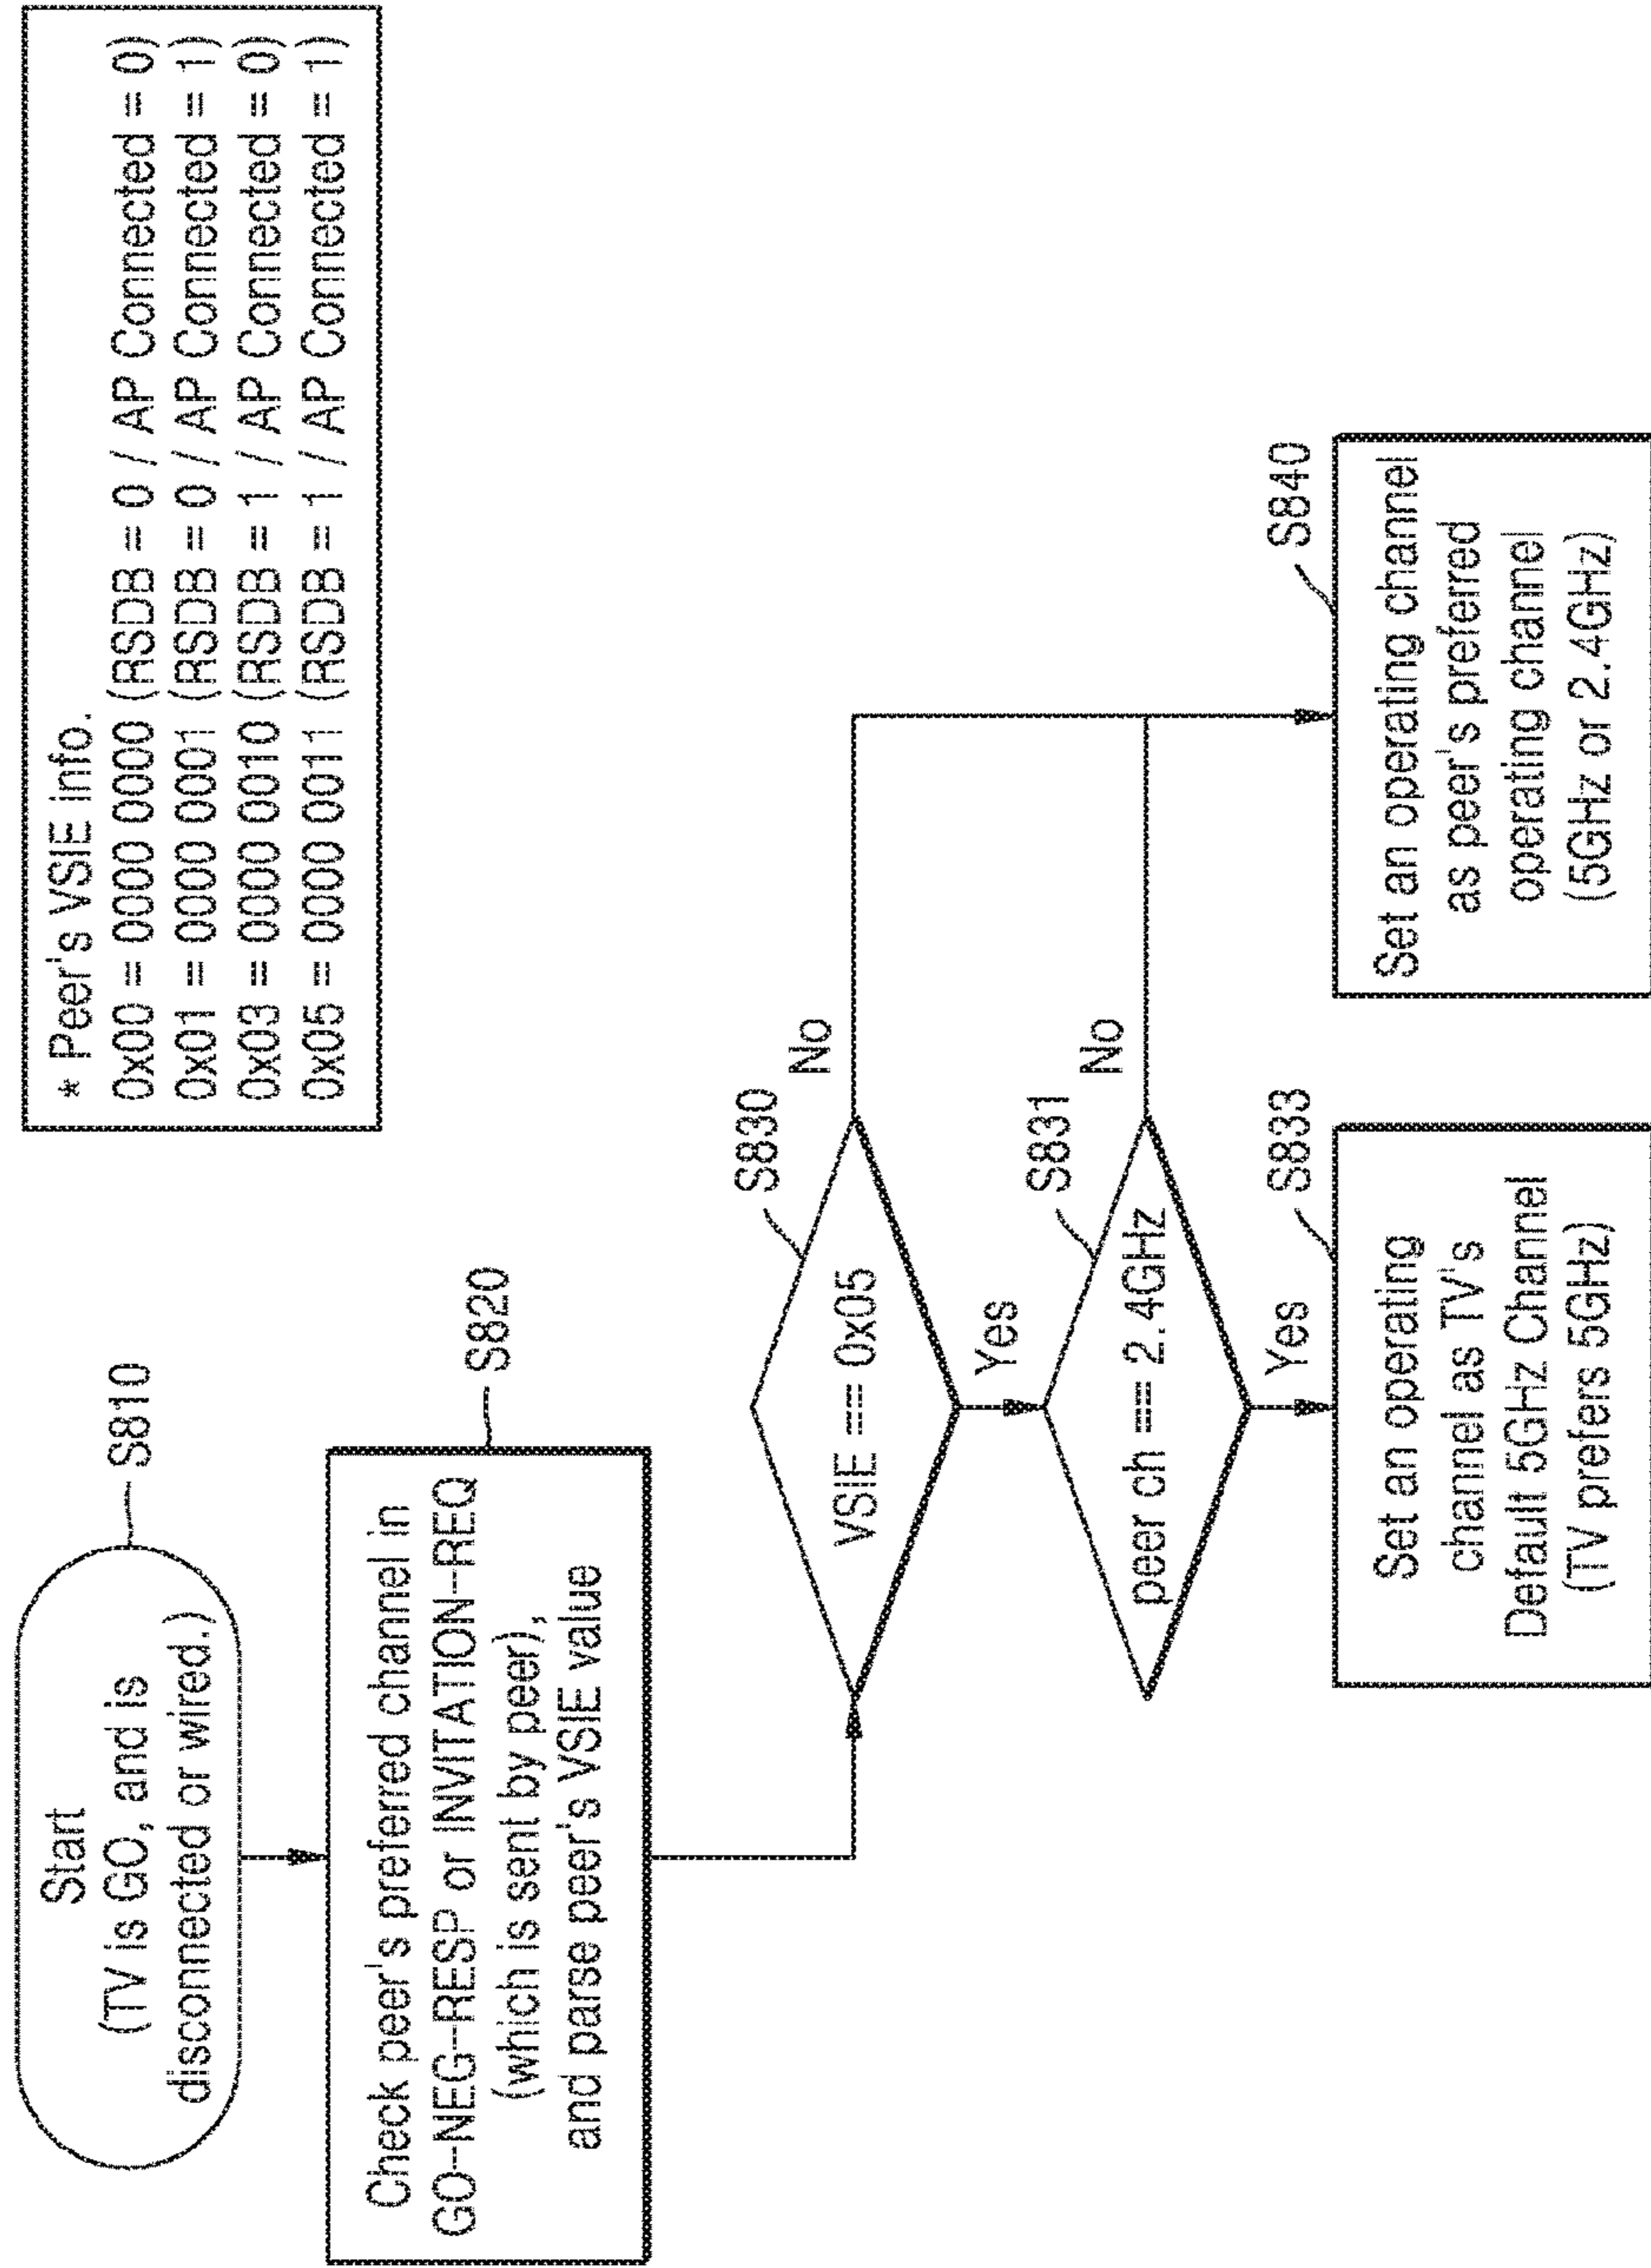 * Peer's VSIE info.
0x00 = 0000 0000 (RSDB = 0 / AP Connected = 0)
0x01 = 0000 0001 (RSDB = 0 / AP Connected = 1)
0x03 = 0000 0010 (RSDB = 1 / AP Connected = 0)
0x05 = 0000 0011 (RSDB = 1 / AP Connected = 1)
Start
(TV is GO, and is
disconnected or wired.)
S810
Check peer's preferred channel in
GO-NEG-RESP or INVITATION-REQ
(which is sent by peer),
and parse peer's VSIE value
S820
VSIE == 0x05
S830
No
Yes
peer ch == 2.4GHz
S831
No
Yes
Set an operating
channel as TV's
Default 5GHz Channel
(TV prefers 5GHz)
S833
Set an operating channel
as peer's preferred
operating channel
(5GHz or 2.4GHz)
S840